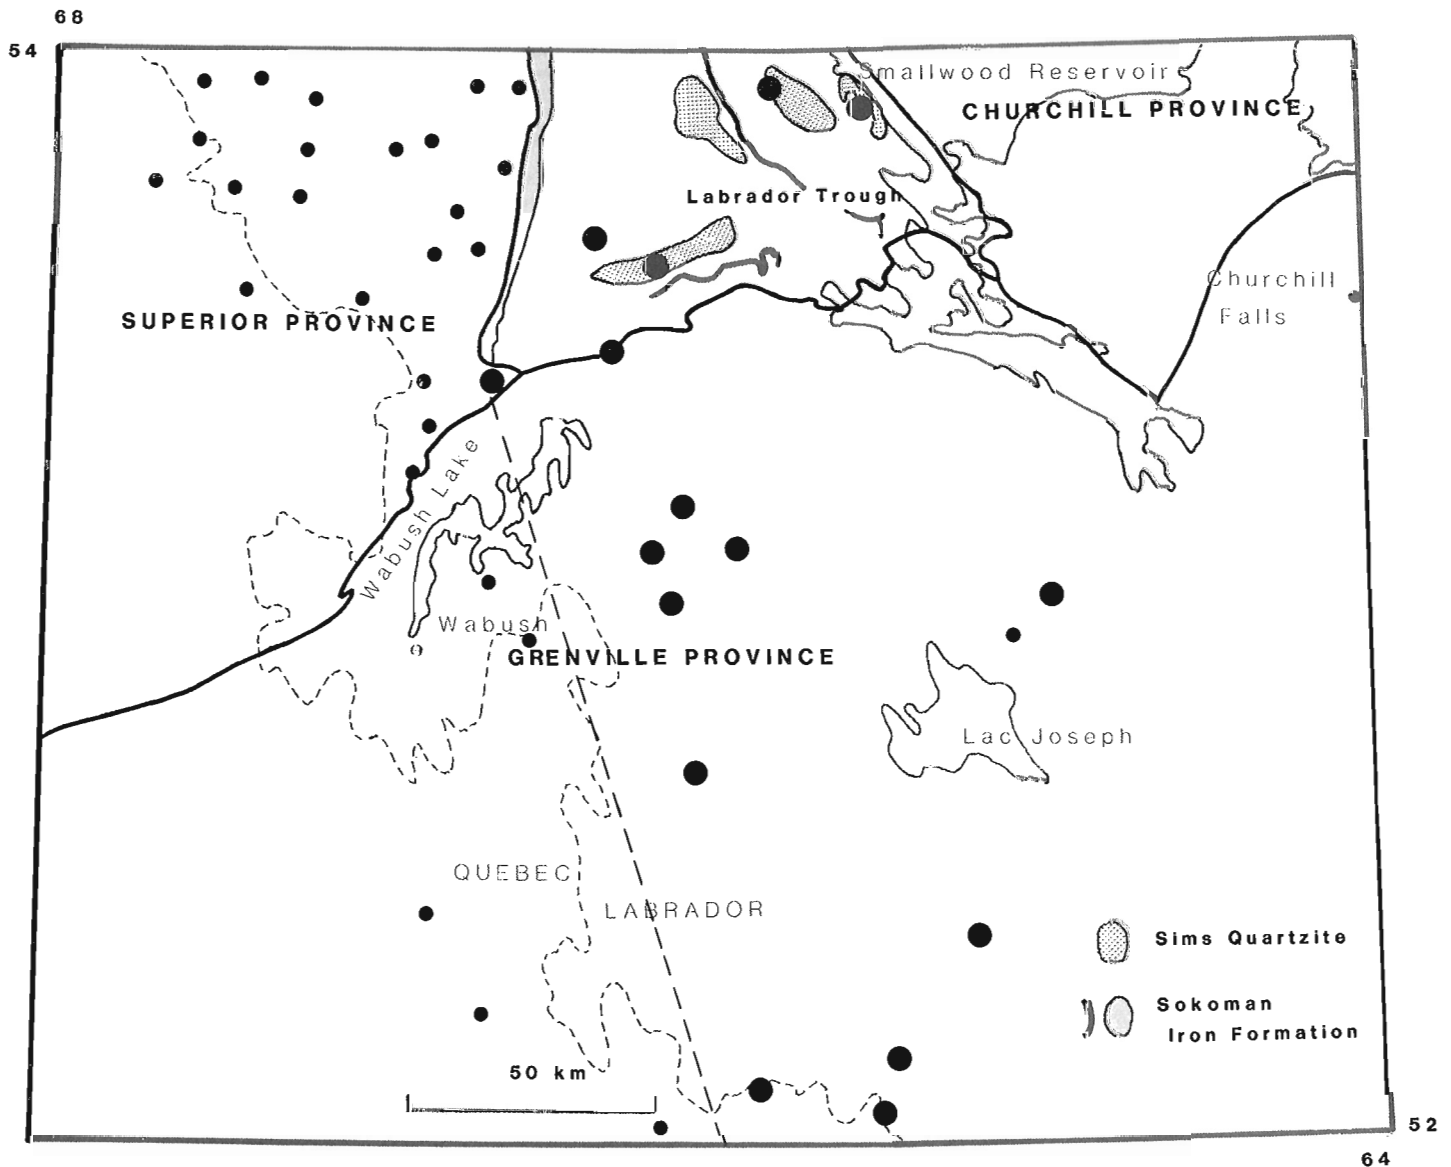 68
54
Smallwood Reservoir
CHURCHILL PROVINCE
Labrador Trough
Churchill
Falls
SUPERIOR PROVINCE
Wabush Lake
Wabush
GRENVILLE PROVINCE
Lac Joseph
QUEBEC
LABRADOR
Sims Quartzite
Sokoman
Iron Formation
50 km
52
64